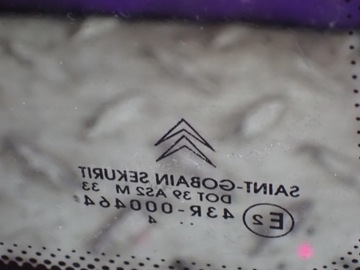 SAINT-GOBAIN SEKURIT
DOT 39 AS2 M 33
E2 43R-000464
4